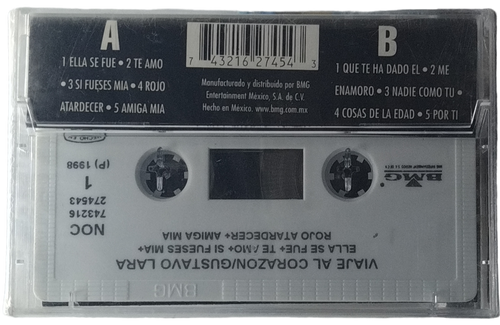 A
1 ELLA SE FUE • 2 TE AMO
• 3 SI FUESES MIA • 4 ROJO
ATARDECER • 5 AMIGA MIA
7 43216 27454 3
Manufacturado y distribuido por BMG
Entertainment México, S.A. de C.V.
Hecho en México. www.bmg.com.mx
B
1 QUE TE HA DADO EL • 2 ME
ENAMORO • 3 NADIE COMO TU •
4 COSAS DE LA EDAD • 5 POR TI
BMG
VIAJE AL CORAZON/GUSTAVO LARA
ELLA SE FUE+ TE AMO+ SI FUESES MIA+
ROJO ATARDECER+ AMIGA MIA
BMG
NOC
743216
274543
1
(P) 1998